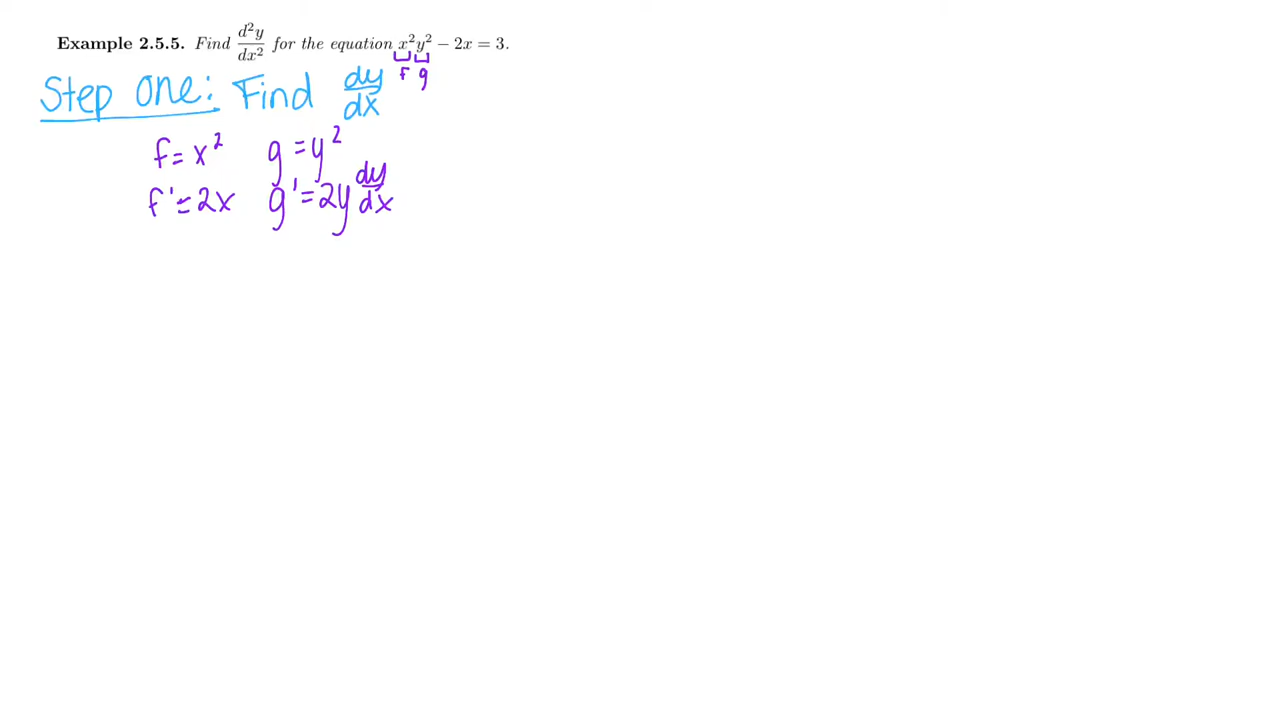 Example 2.5.5. Find d²y/dx² for the equation x²y² − 2x = 3.
f g
Step One: Find dy/dx
f = x² g = y²
f' = 2x g' = 2y dy/dx